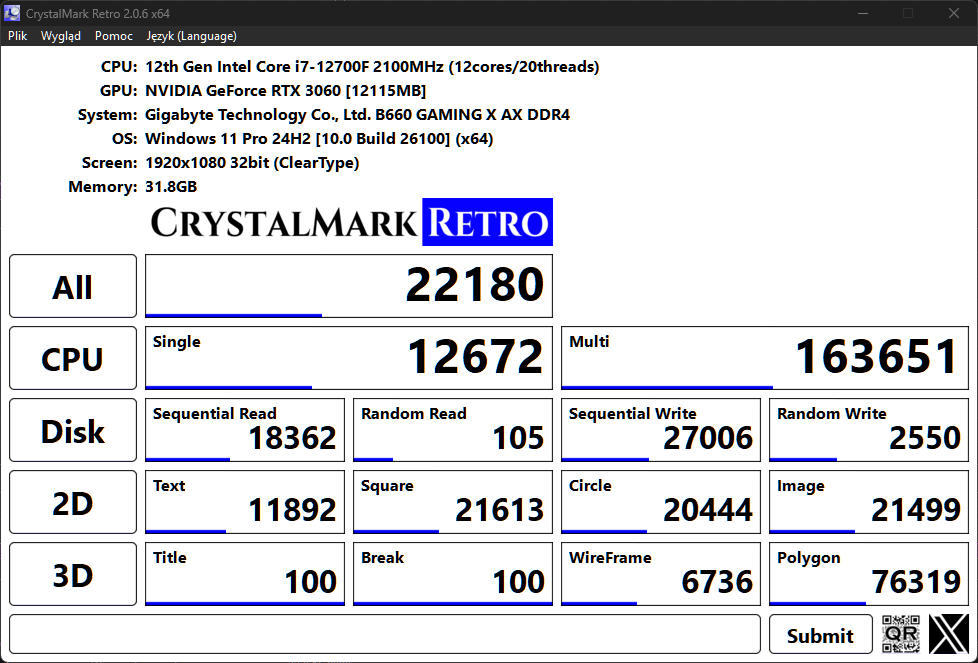 CrystalMark Retro 2.0.6 x64
Plik Wygląd Pomoc Język (Language)
CPU: 12th Gen Intel Core i7-12700F 2100MHz (12cores/20threads)
GPU: NVIDIA GeForce RTX 3060 [12115MB]
System: Gigabyte Technology Co., Ltd. B660 GAMING X AX DDR4
OS: Windows 11 Pro 24H2 [10.0 Build 26100] (x64)
Screen: 1920x1080 32bit (ClearType)
Memory: 31.8GB
CRYSTALMARK RETRO
All 22180
CPU Single 12672 Multi 163651
Disk Sequential Read 18362 Random Read 105 Sequential Write 27006 Random Write 2550
2D Text 11892 Square 21613 Circle 20444 Image 21499
3D Title 100 Break 100 WireFrame 6736 Polygon 76319
Submit QR X